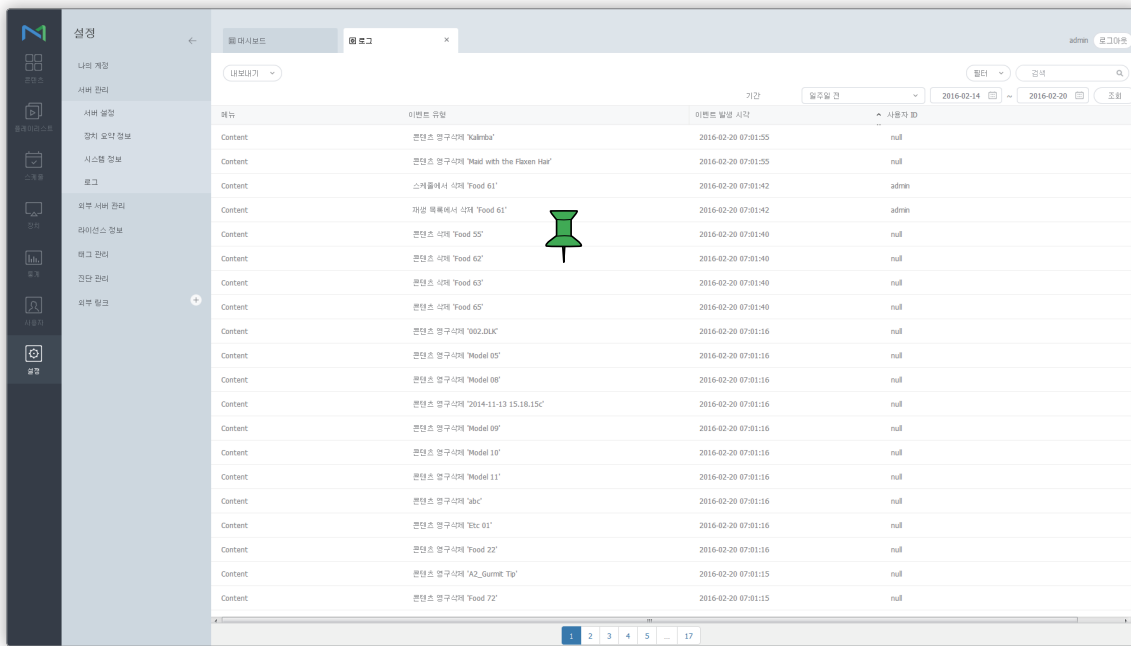 설정
←
대시보드
로그 ×
admin 로그아웃
콘텐츠
플레이리스트
스케줄
장치
통계
사용자
설정
나의 계정
서버 관리
서버 설정
장치 요약 정보
시스템 정보
로그
외부 서버 관리
라이선스 정보
태그 관리
진단 관리
외부 링크 +
내보내기
필터 검색
기간 일주일 전 2016-02-14 ~ 2016-02-20 조회
메뉴 이벤트 유형 이벤트 발생 시각 사용자 ID
Content 콘텐츠 영구삭제 'Kalimba' 2016-02-20 07:01:55 null
Content 콘텐츠 영구삭제 'Maid with the Flaxen Hair' 2016-02-20 07:01:55 null
Content 스케줄에서 삭제 'Food 61' 2016-02-20 07:01:42 admin
Content 재생 목록에서 삭제 'Food 61' 2016-02-20 07:01:42 admin
Content 콘텐츠 삭제 'Food 55' 2016-02-20 07:01:40 null
Content 콘텐츠 삭제 'Food 62' 2016-02-20 07:01:40 null
Content 콘텐츠 삭제 'Food 63' 2016-02-20 07:01:40 null
Content 콘텐츠 삭제 'Food 65' 2016-02-20 07:01:40 null
Content 콘텐츠 영구삭제 '002.DLK' 2016-02-20 07:01:16 null
Content 콘텐츠 영구삭제 'Model 05' 2016-02-20 07:01:16 null
Content 콘텐츠 영구삭제 'Model 08' 2016-02-20 07:01:16 null
Content 콘텐츠 영구삭제 '2014-11-13 15.18.15c' 2016-02-20 07:01:16 null
Content 콘텐츠 영구삭제 'Model 09' 2016-02-20 07:01:16 null
Content 콘텐츠 영구삭제 'Model 10' 2016-02-20 07:01:16 null
Content 콘텐츠 영구삭제 'Model 11' 2016-02-20 07:01:16 null
Content 콘텐츠 영구삭제 'abc' 2016-02-20 07:01:16 null
Content 콘텐츠 영구삭제 'Etc 01' 2016-02-20 07:01:16 null
Content 콘텐츠 영구삭제 'Food 22' 2016-02-20 07:01:16 null
Content 콘텐츠 영구삭제 'A2_Gurmit Tip' 2016-02-20 07:01:15 null
Content 콘텐츠 영구삭제 'Food 72' 2016-02-20 07:01:15 null
1 2 3 4 5 ... 17